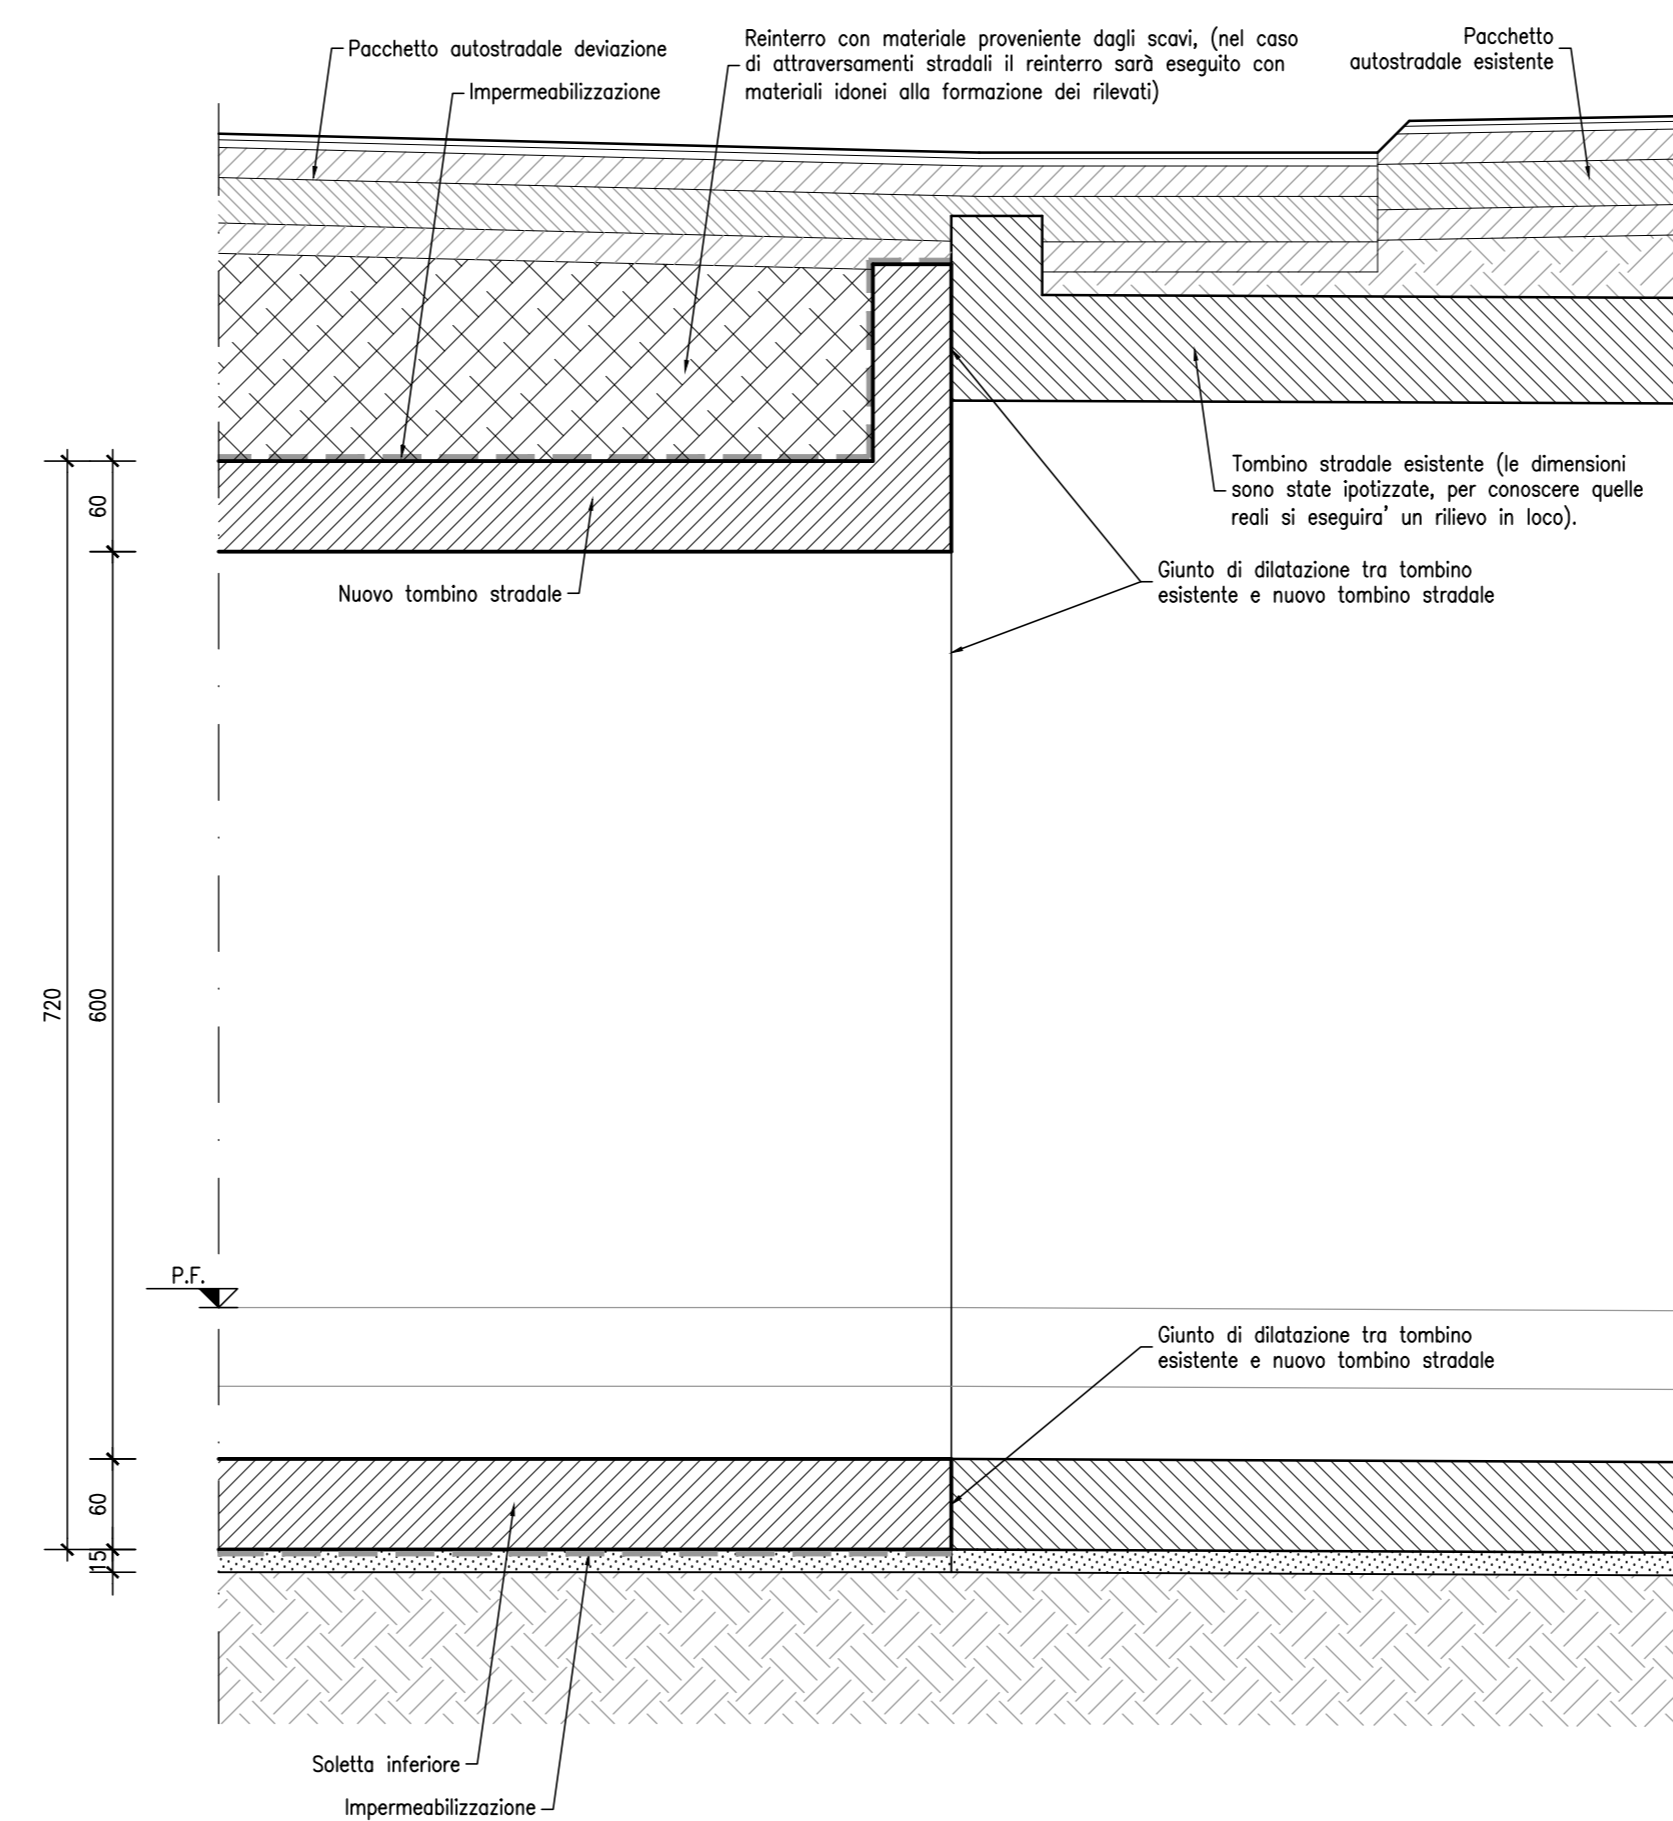 Pacchetto autostradale deviazione
Impermeabilizzazione
Reinterro con materiale proveniente dagli scavi, (nel caso
di attraversamenti stradali il reinterro sarà eseguito con
materiali idonei alla formazione dei rilevati)
Pacchetto
autostradale esistente
60
Tombino stradale esistente (le dimensioni
sono state ipotizzate, per conoscere quelle
reali si eseguira' un rilievo in loco).
Nuovo tombino stradale
Giunto di dilatazione tra tombino
esistente e nuovo tombino stradale
720
600
P.F.
Giunto di dilatazione tra tombino
esistente e nuovo tombino stradale
60
15
Soletta inferiore
Impermeabilizzazione